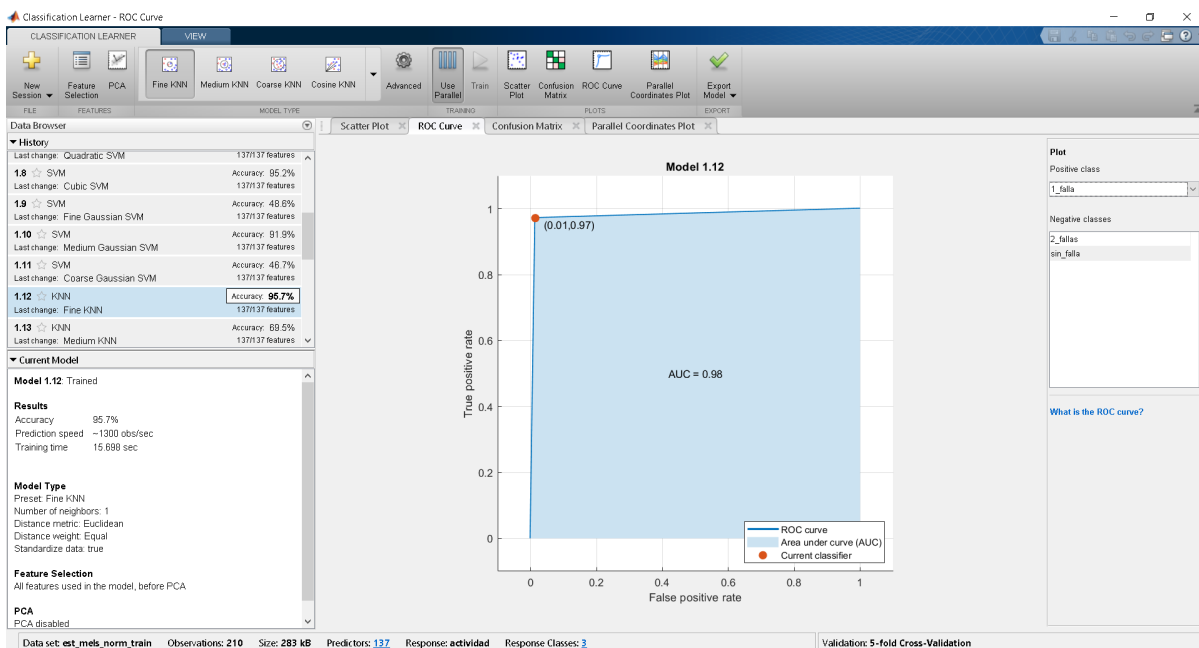 Classification Learner - ROC Curve
CLASSIFICATION LEARNER VIEW
New Session
Feature Selection
PCA
Fine KNN
Medium KNN
Coarse KNN
Cosine KNN
Advanced
Use Parallel
Train
Scatter Plot
Confusion Matrix
ROC Curve
Parallel Coordinates Plot
Export Model
FILE FEATURES MODEL TYPE TRAINING PLOTS EXPORT
Data Browser
Scatter Plot ROC Curve Confusion Matrix Parallel Coordinates Plot
History
Last change: Quadratic SVM 137/137 features
1.8 SVM Accuracy: 95.2%
Last change: Cubic SVM 137/137 features
1.9 SVM Accuracy: 48.6%
Last change: Fine Gaussian SVM 137/137 features
1.10 SVM Accuracy: 91.9%
Last change: Medium Gaussian SVM 137/137 features
1.11 SVM Accuracy: 46.7%
Last change: Coarse Gaussian SVM 137/137 features
1.12 KNN Accuracy: 95.7%
Last change: Fine KNN 137/137 features
1.13 KNN Accuracy: 69.5%
Last change: Medium KNN 137/137 features
Current Model
Model 1.12: Trained
Results
Accuracy 95.7%
Prediction speed ~1300 obs/sec
Training time 15.698 sec
Model Type
Preset: Fine KNN
Number of neighbors: 1
Distance metric: Euclidean
Distance weight: Equal
Standardize data: true
Feature Selection
All features used in the model, before PCA
PCA
PCA disabled
Model 1.12
1
0.8
0.6
0.4
0.2
0
True positive rate
(0.01,0.97)
AUC = 0.98
ROC curve
Area under curve (AUC)
Current classifier
0 0.2 0.4 0.6 0.8 1
False positive rate
Plot
Positive class
1_falla
Negative classes
2_fallas
sin_falla
What is the ROC curve?
Data set: est_mels_norm_train Observations: 210 Size: 283 kB Predictors: 137 Response: actividad Response Classes: 3 Validation: 5-fold Cross-Validation